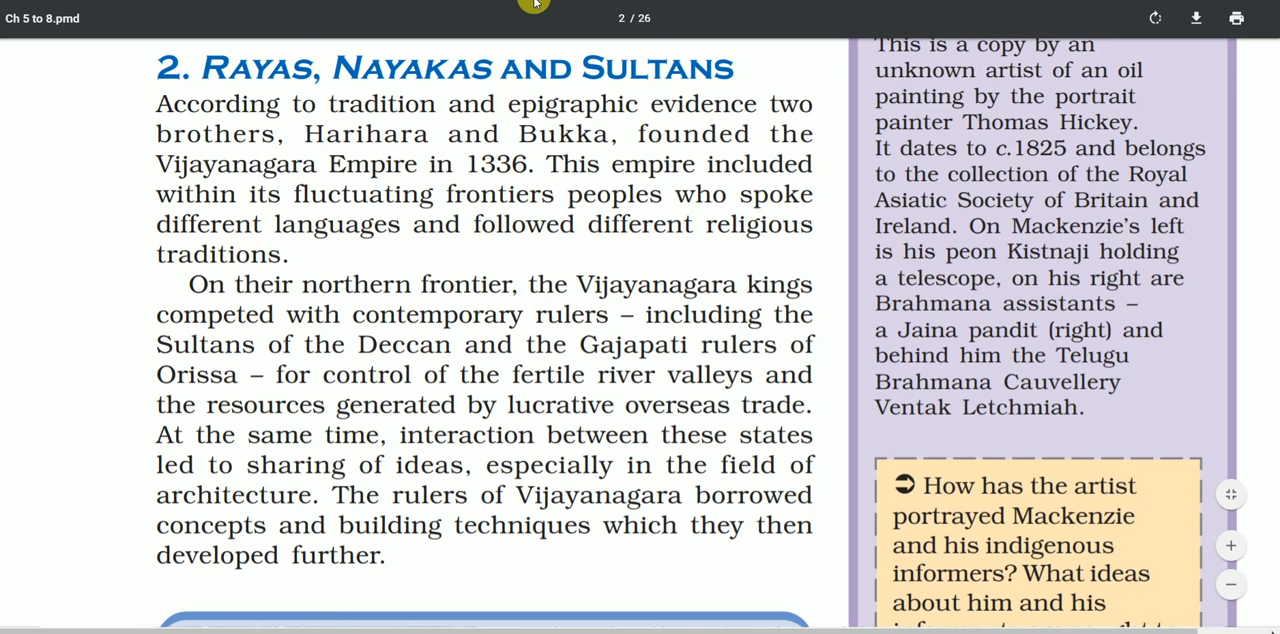 Ch 5 to 8.pmd
2 / 26
2. RAYAS, NAYAKAS AND SULTANS
According to tradition and epigraphic evidence two
brothers, Harihara and Bukka, founded the
Vijayanagara Empire in 1336. This empire included
within its fluctuating frontiers peoples who spoke
different languages and followed different religious
traditions.
On their northern frontier, the Vijayanagara kings
competed with contemporary rulers – including the
Sultans of the Deccan and the Gajapati rulers of
Orissa – for control of the fertile river valleys and
the resources generated by lucrative overseas trade.
At the same time, interaction between these states
led to sharing of ideas, especially in the field of
architecture. The rulers of Vijayanagara borrowed
concepts and building techniques which they then
developed further.
This is a copy by an
unknown artist of an oil
painting by the portrait
painter Thomas Hickey.
It dates to c.1825 and belongs
to the collection of the Royal
Asiatic Society of Britain and
Ireland. On Mackenzie's left
is his peon Kistnaji holding
a telescope, on his right are
Brahmana assistants –
a Jaina pandit (right) and
behind him the Telugu
Brahmana Cauvellery
Ventak Letchmiah.
➲ How has the artist
portrayed Mackenzie
and his indigenous
informers? What ideas
about him and his